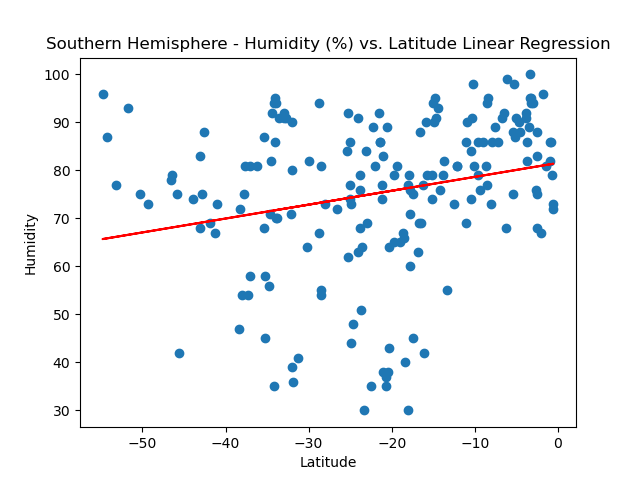 Southern Hemisphere - Humidity (%) vs. Latitude Linear Regression
100
90
80
70
60
50
40
30
Humidity
−50 −40 −30 −20 −10 0
Latitude